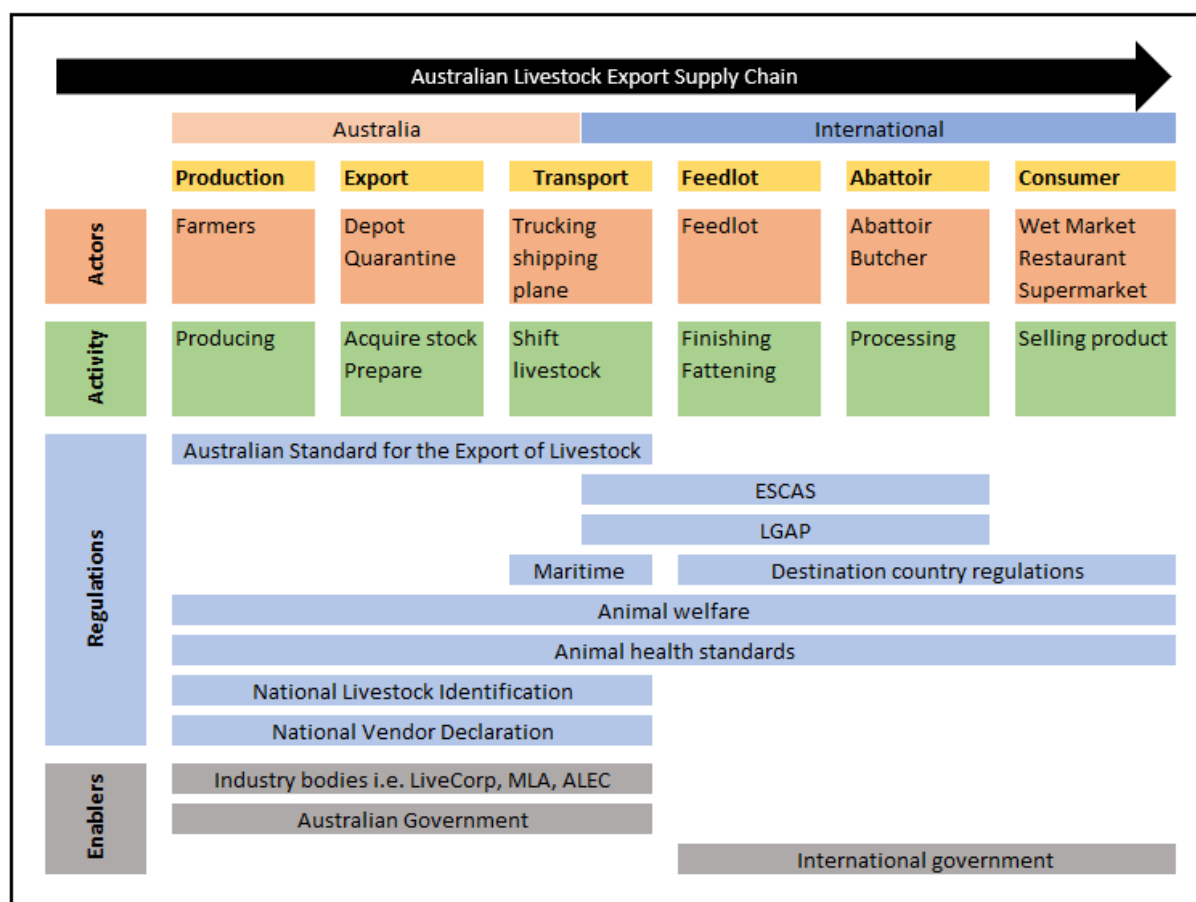 Australian Livestock Export Supply Chain
Australia
International
Production
Export
Transport
Feedlot
Abattoir
Consumer
Actors
Farmers
Depot
Quarantine
Trucking
shipping
plane
Feedlot
Abattoir
Butcher
Wet Market
Restaurant
Supermarket
Activity
Producing
Acquire stock
Prepare
Shift
livestock
Finishing
Fattening
Processing
Selling product
Regulations
Australian Standard for the Export of Livestock
ESCAS
LGAP
Maritime
Destination country regulations
Animal welfare
Animal health standards
National Livestock Identification
National Vendor Declaration
Enablers
Industry bodies i.e. LiveCorp, MLA, ALEC
Australian Government
International government